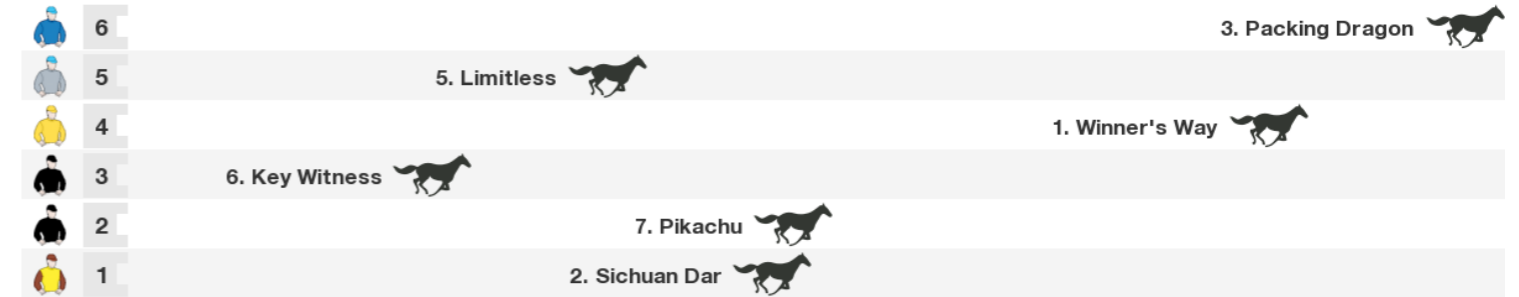 6 3. Packing Dragon
5 5. Limitless
4 1. Winner's Way
3 6. Key Witness
2 7. Pikachu
1 2. Sichuan Dar